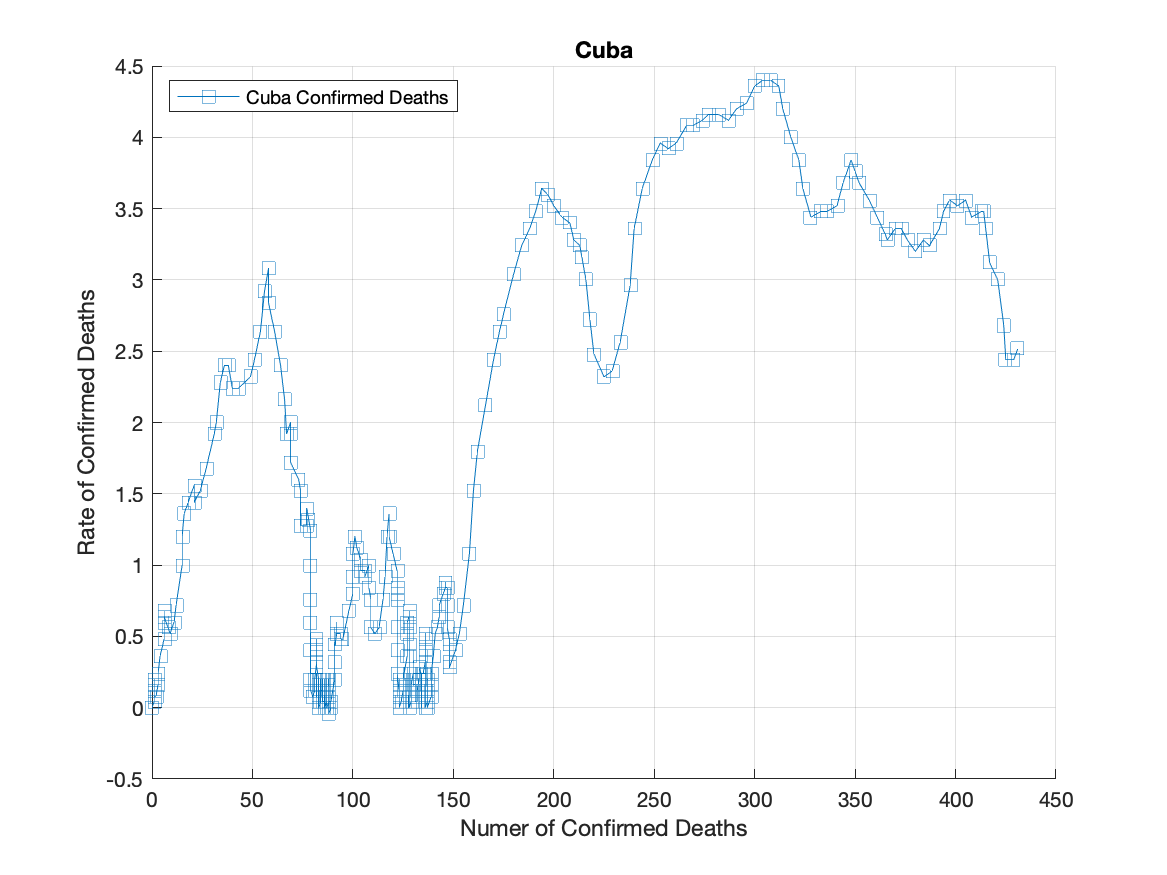 Cuba
Cuba Confirmed Deaths
4.5
4
3.5
3
2.5
2
1.5
1
0.5
0
-0.5
Rate of Confirmed Deaths
0 50 100 150 200 250 300 350 400 450
Numer of Confirmed Deaths